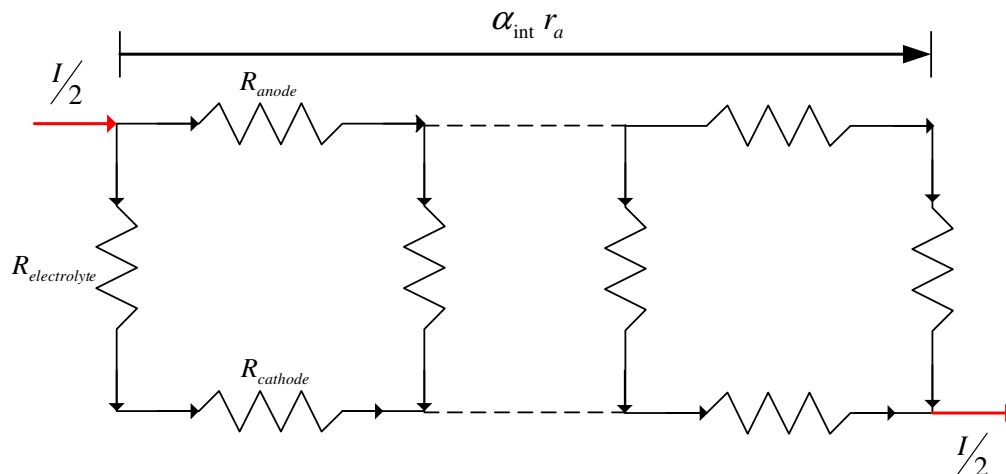 α_int r_a
I/2
R_anode
R_electrolyte
R_cathode
I/2